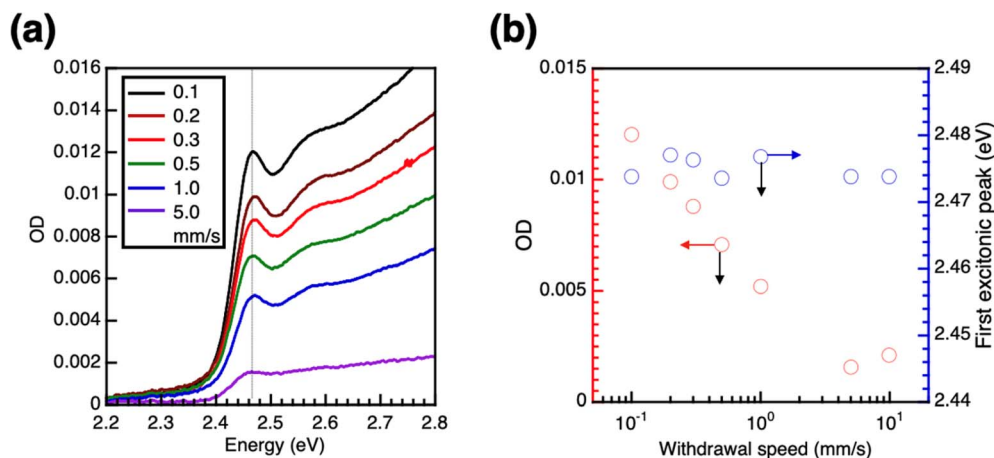 (a)
(b)
0.016
0.014
0.012
0.01
0.008
0.006
0.004
0.002
0
OD
0.1
0.2
0.3
0.5
1.0
5.0
mm/s
2.2 2.3 2.4 2.5 2.6 2.7 2.8
Energy (eV)
0.015
0.010
0.005
0
OD
10⁻¹ 10⁰ 10¹
Withdrawal speed (mm/s)
2.49
2.480
2.47
2.46
2.45
2.44
First excitonic peak (eV)